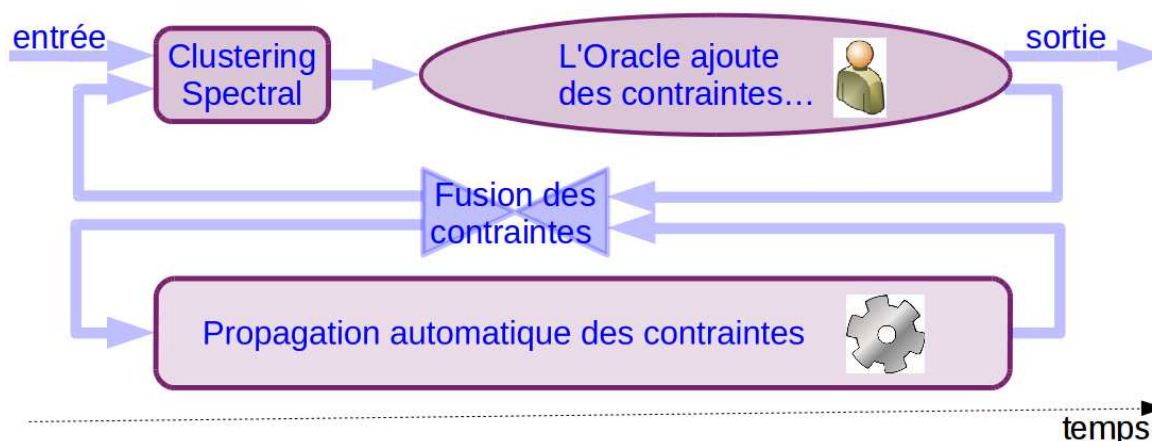 entrée
Clustering
Spectral
L'Oracle ajoute
des contraintes...
sortie
Fusion des
contraintes
Propagation automatique des contraintes
temps